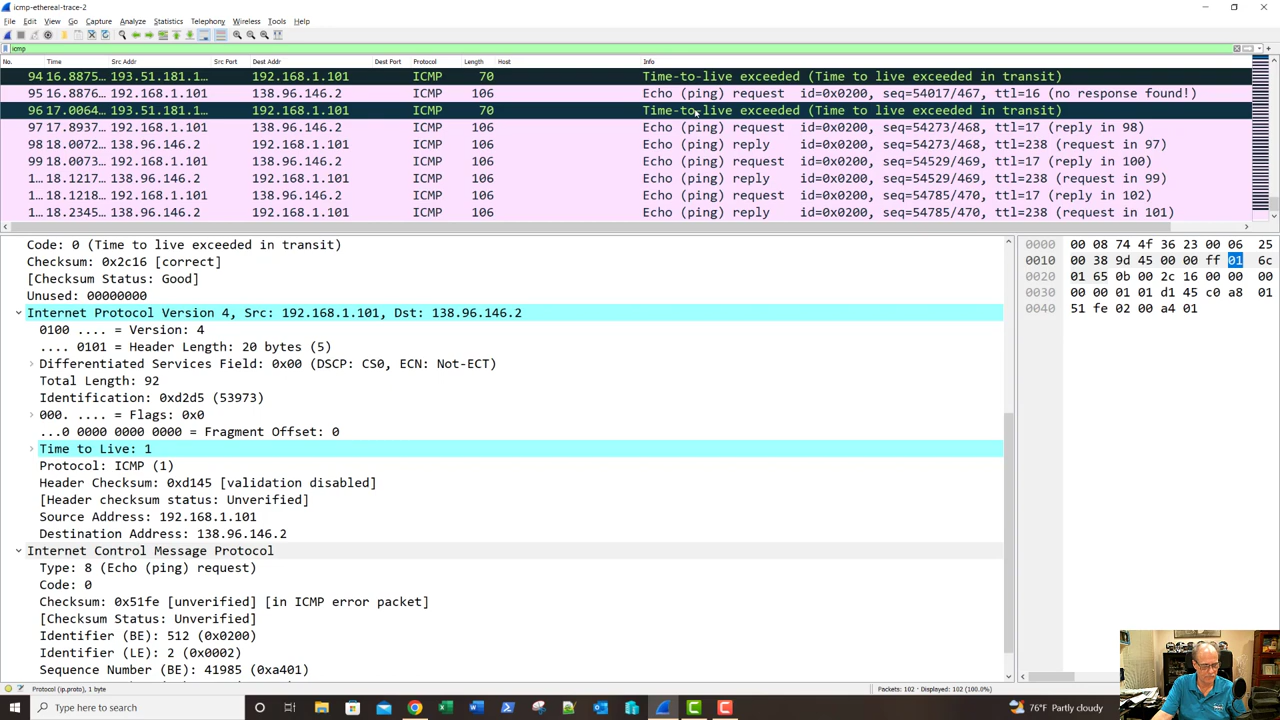 icmp-ethereal-trace-2
File Edit View Go Capture Analyze Statistics Telephony Wireless Tools Help
icmp
No. Time Src Addr Src Port Dest Addr Dest Port Protocol Length Host Info
94 16.8875… 193.51.181.1… 192.168.1.101 ICMP 70 Time-to-live exceeded (Time to live exceeded in transit)
95 16.8876… 192.168.1.101 138.96.146.2 ICMP 106 Echo (ping) request id=0x0200, seq=54017/467, ttl=16 (no response found!)
96 17.0064… 193.51.181.1… 192.168.1.101 ICMP 70 Time-to-live exceeded (Time to live exceeded in transit)
97 17.8937… 192.168.1.101 138.96.146.2 ICMP 106 Echo (ping) request id=0x0200, seq=54273/468, ttl=17 (reply in 98)
98 18.0072… 138.96.146.2 192.168.1.101 ICMP 106 Echo (ping) reply id=0x0200, seq=54273/468, ttl=238 (request in 97)
99 18.0073… 192.168.1.101 138.96.146.2 ICMP 106 Echo (ping) request id=0x0200, seq=54529/469, ttl=17 (reply in 100)
1… 18.1217… 138.96.146.2 192.168.1.101 ICMP 106 Echo (ping) reply id=0x0200, seq=54529/469, ttl=238 (request in 99)
1… 18.1218… 192.168.1.101 138.96.146.2 ICMP 106 Echo (ping) request id=0x0200, seq=54785/470, ttl=17 (reply in 102)
1… 18.2345… 138.96.146.2 192.168.1.101 ICMP 106 Echo (ping) reply id=0x0200, seq=54785/470, ttl=238 (request in 101)
Code: 0 (Time to live exceeded in transit)
Checksum: 0x2c16 [correct]
[Checksum Status: Good]
Unused: 00000000
Internet Protocol Version 4, Src: 192.168.1.101, Dst: 138.96.146.2
0100 .... = Version: 4
.... 0101 = Header Length: 20 bytes (5)
Differentiated Services Field: 0x00 (DSCP: CS0, ECN: Not-ECT)
Total Length: 92
Identification: 0xd2d5 (53973)
000. .... = Flags: 0x0
...0 0000 0000 0000 = Fragment Offset: 0
Time to Live: 1
Protocol: ICMP (1)
Header Checksum: 0xd145 [validation disabled]
[Header checksum status: Unverified]
Source Address: 192.168.1.101
Destination Address: 138.96.146.2
Internet Control Message Protocol
Type: 8 (Echo (ping) request)
Code: 0
Checksum: 0x51fe [unverified] [in ICMP error packet]
[Checksum Status: Unverified]
Identifier (BE): 512 (0x0200)
Identifier (LE): 2 (0x0002)
Sequence Number (BE): 41985 (0xa401)
0000 00 08 74 4f 36 23 00 06 25
0010 00 38 9d 45 00 00 ff 01 6c
0020 01 65 0b 00 2c 16 00 00 00
0030 00 00 01 01 d1 45 c0 a8 01
0040 51 fe 02 00 a4 01
Protocol (ip.proto), 1 byte
Packets: 102 · Displayed: 102 (100.0%)
Type here to search
76°F Partly cloudy